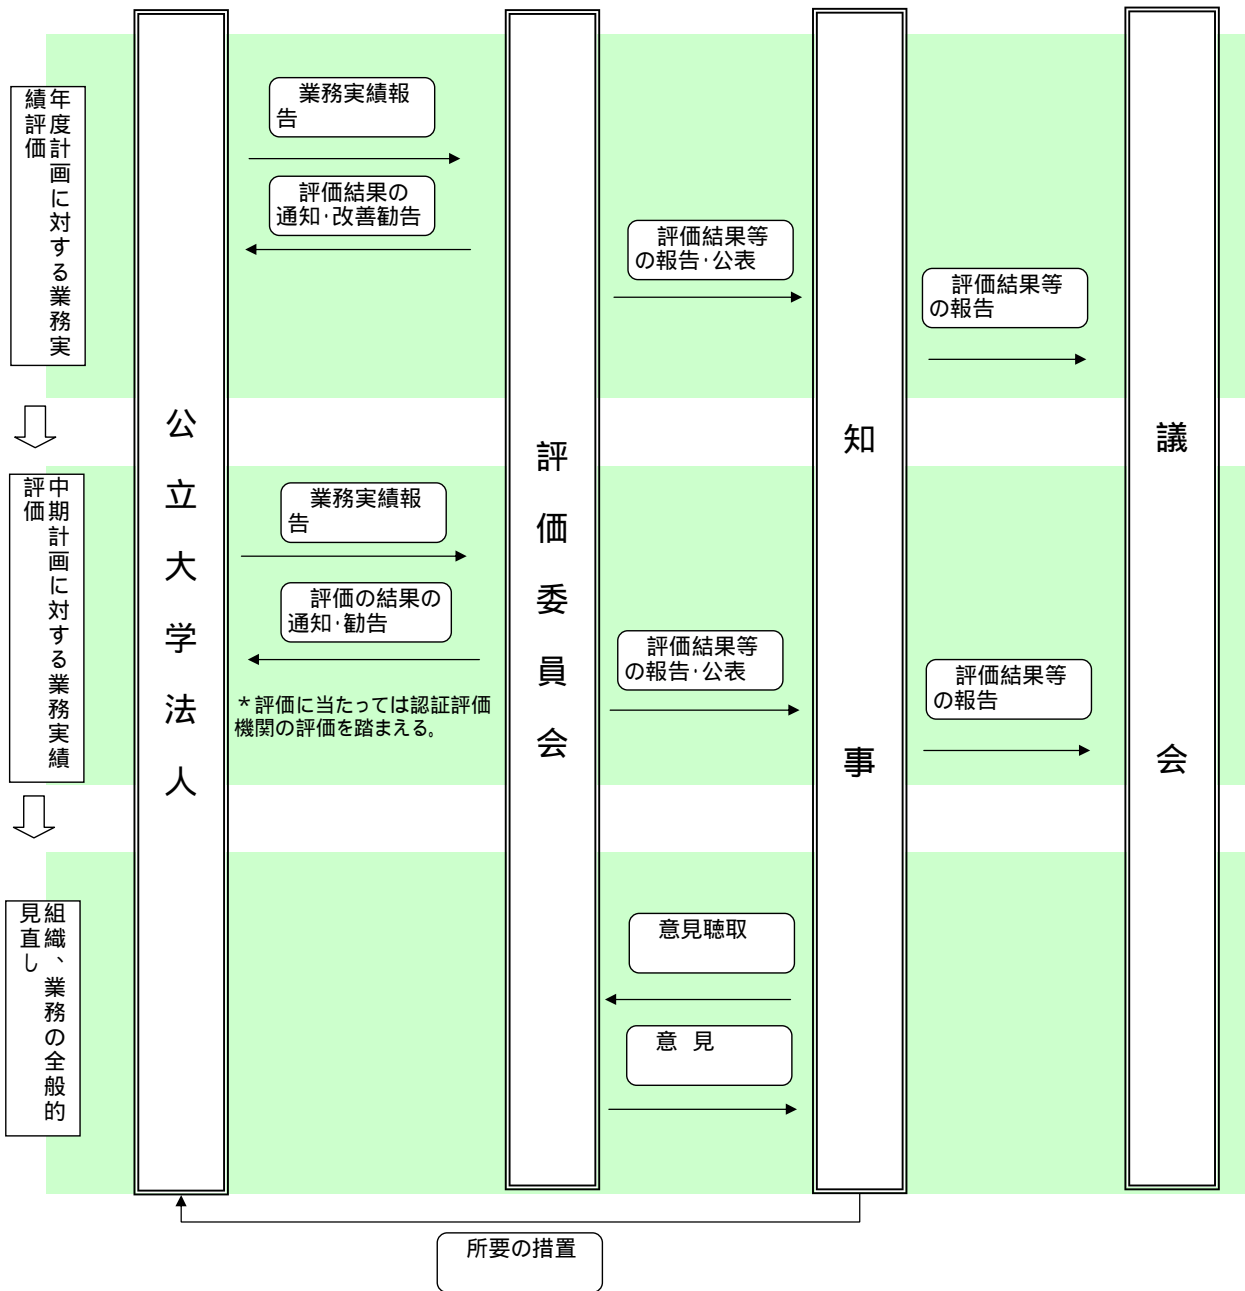 公立大学法人
評価委員会
知事
議会
年度計画に対する業務実
績評価
業務実績報
告
評価結果の
通知･改善勧告
評価結果等
の報告･公表
評価結果等
の報告
中期計画に対する業務実績
評価
業務実績報
告
評価の結果の
通知･勧告
＊評価に当たっては認証評価
機関の評価を踏まえる。
評価結果等
の報告･公表
評価結果等
の報告
組織、業務の全般的
見直し
意見聴取
意 見
所要の措置